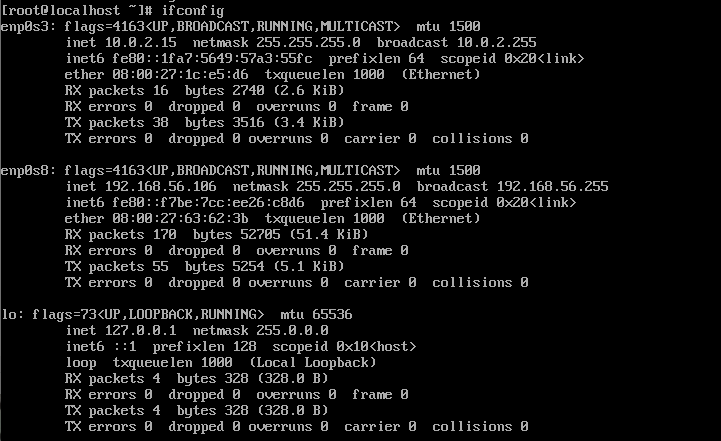 [root@localhost ~]# ifconfig
enp0s3: flags=4163<UP,BROADCAST,RUNNING,MULTICAST>  mtu 1500
        inet 10.0.2.15  netmask 255.255.255.0  broadcast 10.0.2.255
        inet6 fe80::1fa7:5649:57a3:55fc  prefixlen 64  scopeid 0x20<link>
        ether 08:00:27:1c:e5:d6  txqueuelen 1000  (Ethernet)
        RX packets 16  bytes 2740 (2.6 KiB)
        RX errors 0  dropped 0  overruns 0  frame 0
        TX packets 38  bytes 3516 (3.4 KiB)
        TX errors 0  dropped 0 overruns 0  carrier 0  collisions 0

enp0s8: flags=4163<UP,BROADCAST,RUNNING,MULTICAST>  mtu 1500
        inet 192.168.56.106  netmask 255.255.255.0  broadcast 192.168.56.255
        inet6 fe80::f7be:7cc:ee26:c8d6  prefixlen 64  scopeid 0x20<link>
        ether 08:00:27:63:62:3b  txqueuelen 1000  (Ethernet)
        RX packets 170  bytes 52705 (51.4 KiB)
        RX errors 0  dropped 0  overruns 0  frame 0
        TX packets 55  bytes 5254 (5.1 KiB)
        TX errors 0  dropped 0 overruns 0  carrier 0  collisions 0

lo: flags=73<UP,LOOPBACK,RUNNING>  mtu 65536
        inet 127.0.0.1  netmask 255.0.0.0
        inet6 ::1  prefixlen 128  scopeid 0x10<host>
        loop  txqueuelen 1000  (Local Loopback)
        RX packets 4  bytes 328 (328.0 B)
        RX errors 0  dropped 0  overruns 0  frame 0
        TX packets 4  bytes 328 (328.0 B)
        TX errors 0  dropped 0 overruns 0  carrier 0  collisions 0